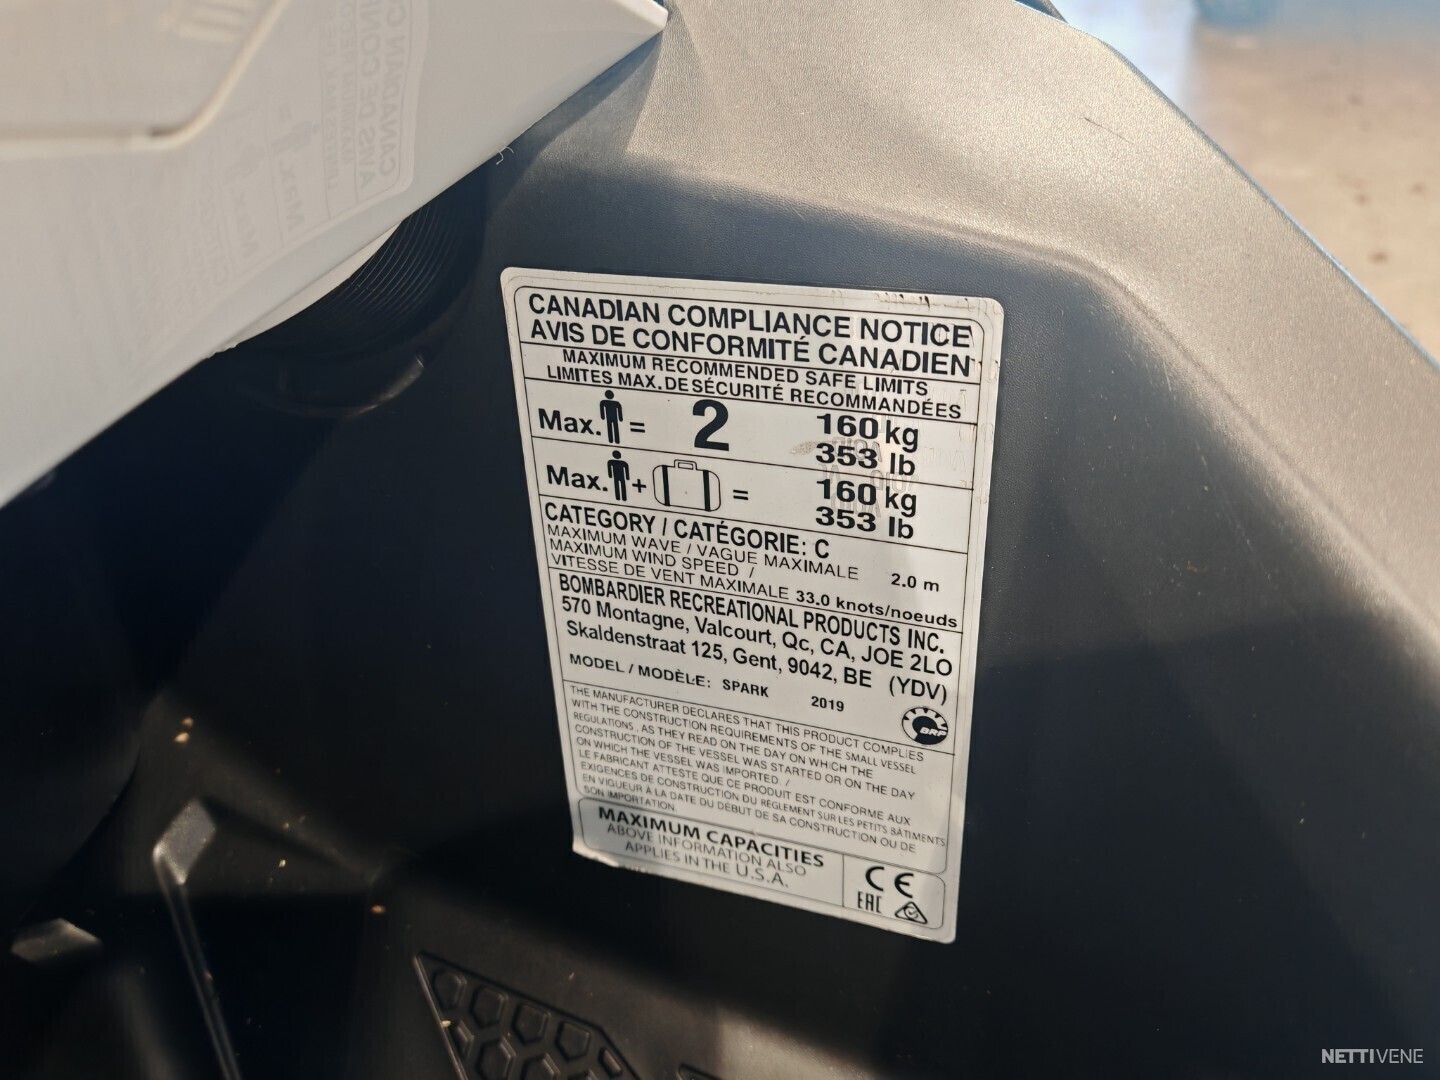 CANADIAN COMPLIANCE NOTICE
AVIS DE CONFORMITÉ CANADIEN
MAXIMUM RECOMMENDED SAFE LIMITS
LIMITES MAX. DE SÉCURITÉ RECOMMANDÉES
Max. = 2 160 kg
353 lb
Max. + = 160 kg
353 lb
CATEGORY / CATÉGORIE: C
MAXIMUM WAVE / VAGUE MAXIMALE 2.0 m
MAXIMUM WIND SPEED /
VITESSE DE VENT MAXIMALE 33.0 knots/noeuds
BOMBARDIER RECREATIONAL PRODUCTS INC.
570 Montagne, Valcourt, Qc, CA, JOE 2LO
Skaldenstraat 125, Gent, 9042, BE (YDV)
MODEL / MODÈLE: SPARK 2019
BRP
THE MANUFACTURER DECLARES THAT THIS PRODUCT COMPLIES
WITH THE CONSTRUCTION REQUIREMENTS OF THE SMALL VESSEL
REGULATIONS, AS THEY READ ON THE DAY ON WHICH THE
CONSTRUCTION OF THE VESSEL WAS STARTED OR ON THE DAY
ON WHICH THE VESSEL WAS IMPORTED. /
LE FABRICANT ATTESTE QUE CE PRODUIT EST CONFORME AUX
EXIGENCES DE CONSTRUCTION DU RÈGLEMENT SUR LES PETITS BÂTIMENTS
EN VIGUEUR À LA DATE DU DÉBUT DE SA CONSTRUCTION OU DE
SON IMPORTATION.
MAXIMUM CAPACITIES
ABOVE INFORMATION ALSO
APPLIES IN THE U.S.A.
CE
EAC
NETTIVENE